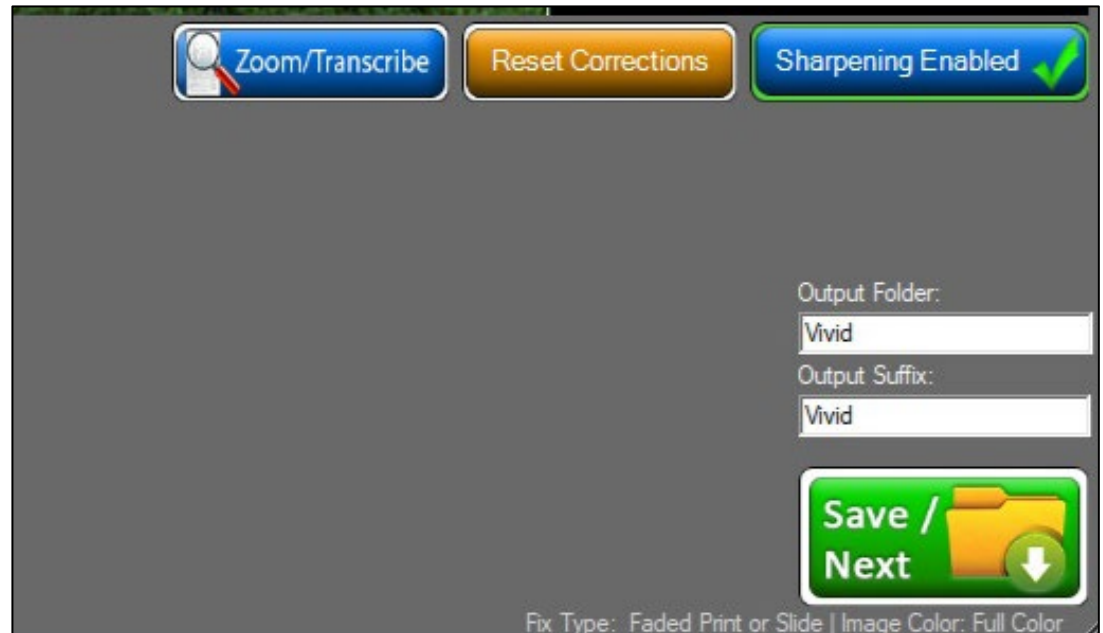 Zoom/Transcribe
Reset Corrections
Sharpening Enabled
Output Folder:
Vivid
Output Suffix:
Vivid
Save /
Next
Fix Type: Faded Print or Slide | Image Color: Full Color